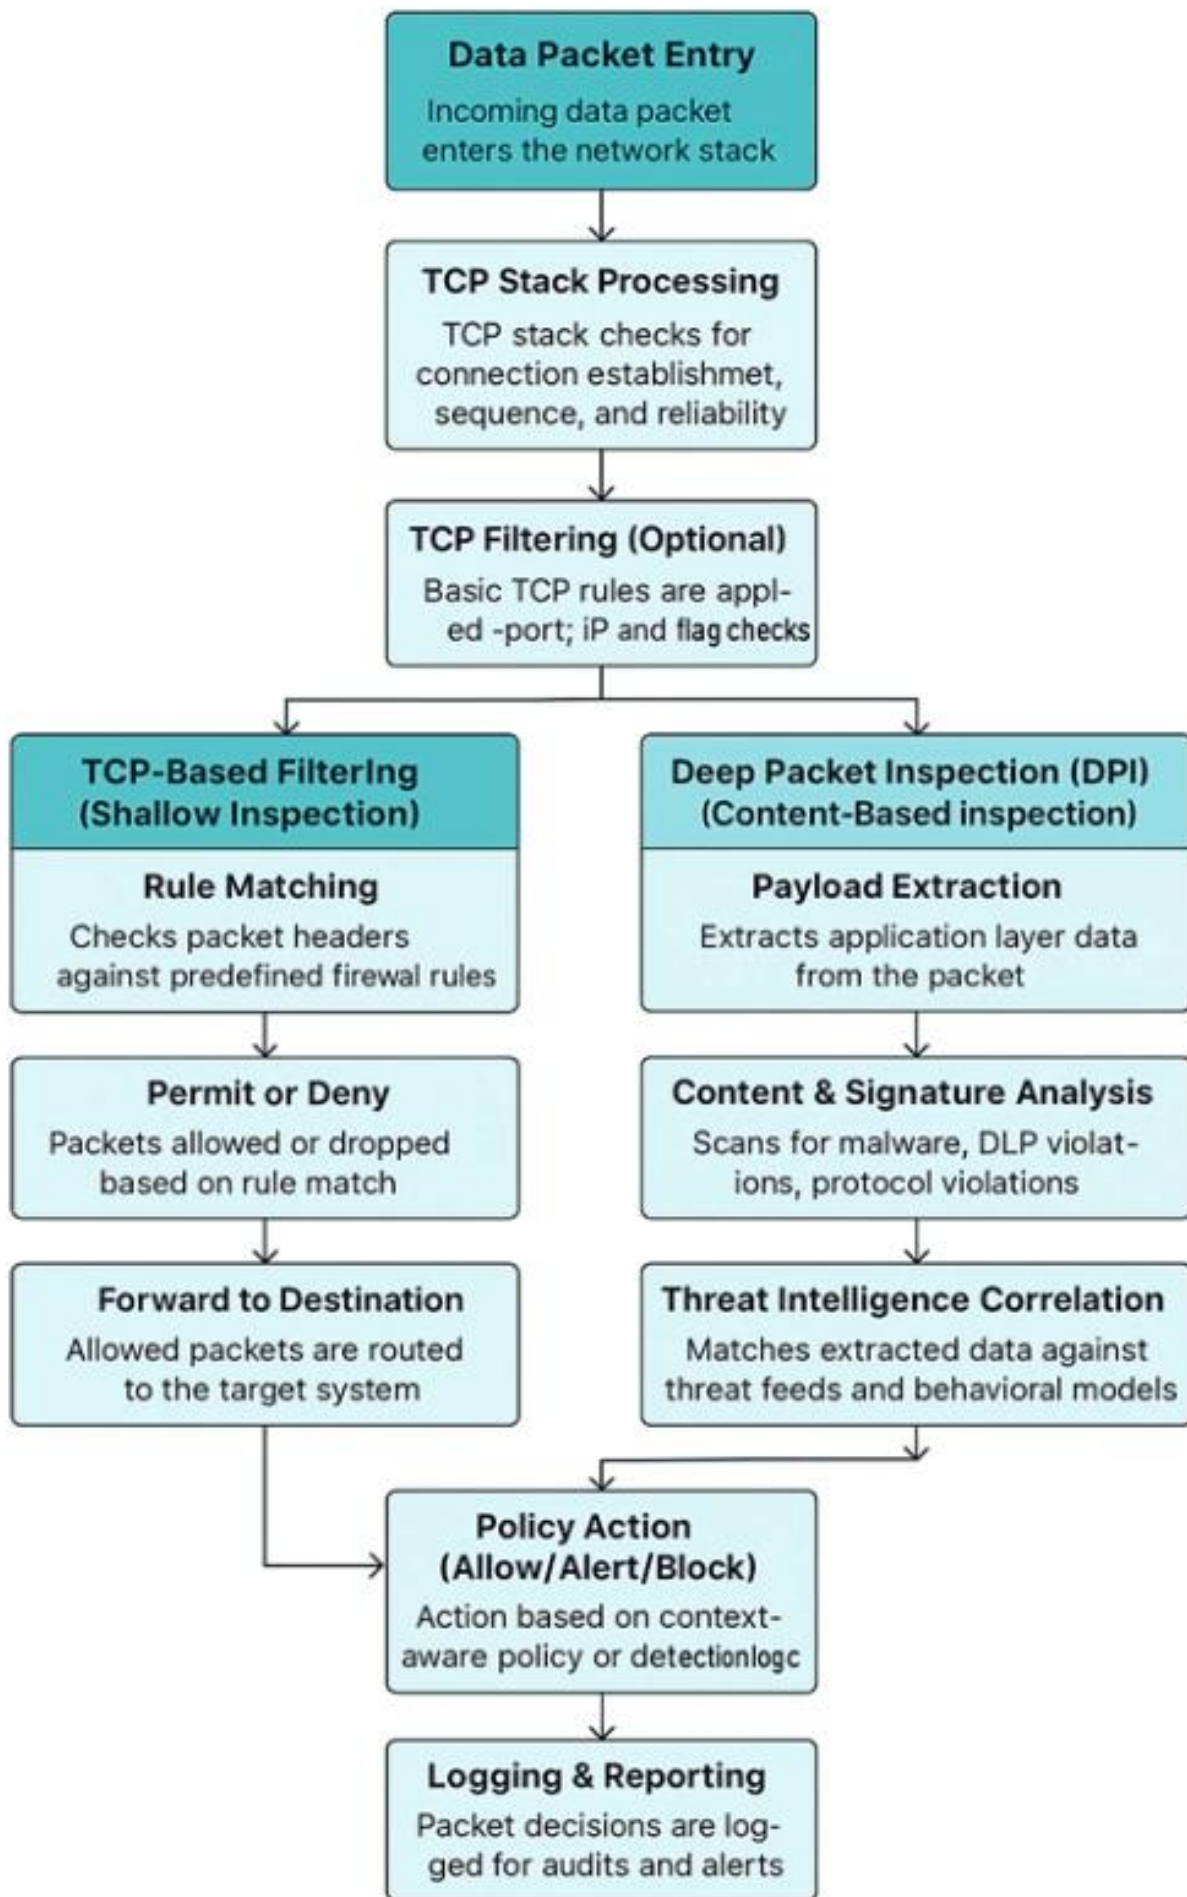 Data Packet Entry
Incoming data packet
enters the network stack
TCP Stack Processing
TCP stack checks for
connection establishmet,
sequence, and reliability
TCP Filtering (Optional)
Basic TCP rules are appl-
ed -port; iP and flag checks
TCP-Based FilterIng
(Shallow Inspection)
Rule Matching
Checks packet headers
against predefined firewal rules
Permit or Deny
Packets allowed or dropped
based on rule match
Forward to Destination
Allowed packets are routed
to the target system
Deep Packet Inspection (DPI)
(Content-Based inspection)
Payload Extraction
Extracts application layer data
from the packet
Content & Signature Analysis
Scans for malware, DLP violat-
ions, protocol violations
Threat Intelligence Correlation
Matches extracted data against
threat feeds and behavioral models
Policy Action
(Allow/Alert/Block)
Action based on context-
aware policy or detectionlogc
Logging & Reporting
Packet decisions are log-
ged for audits and alerts